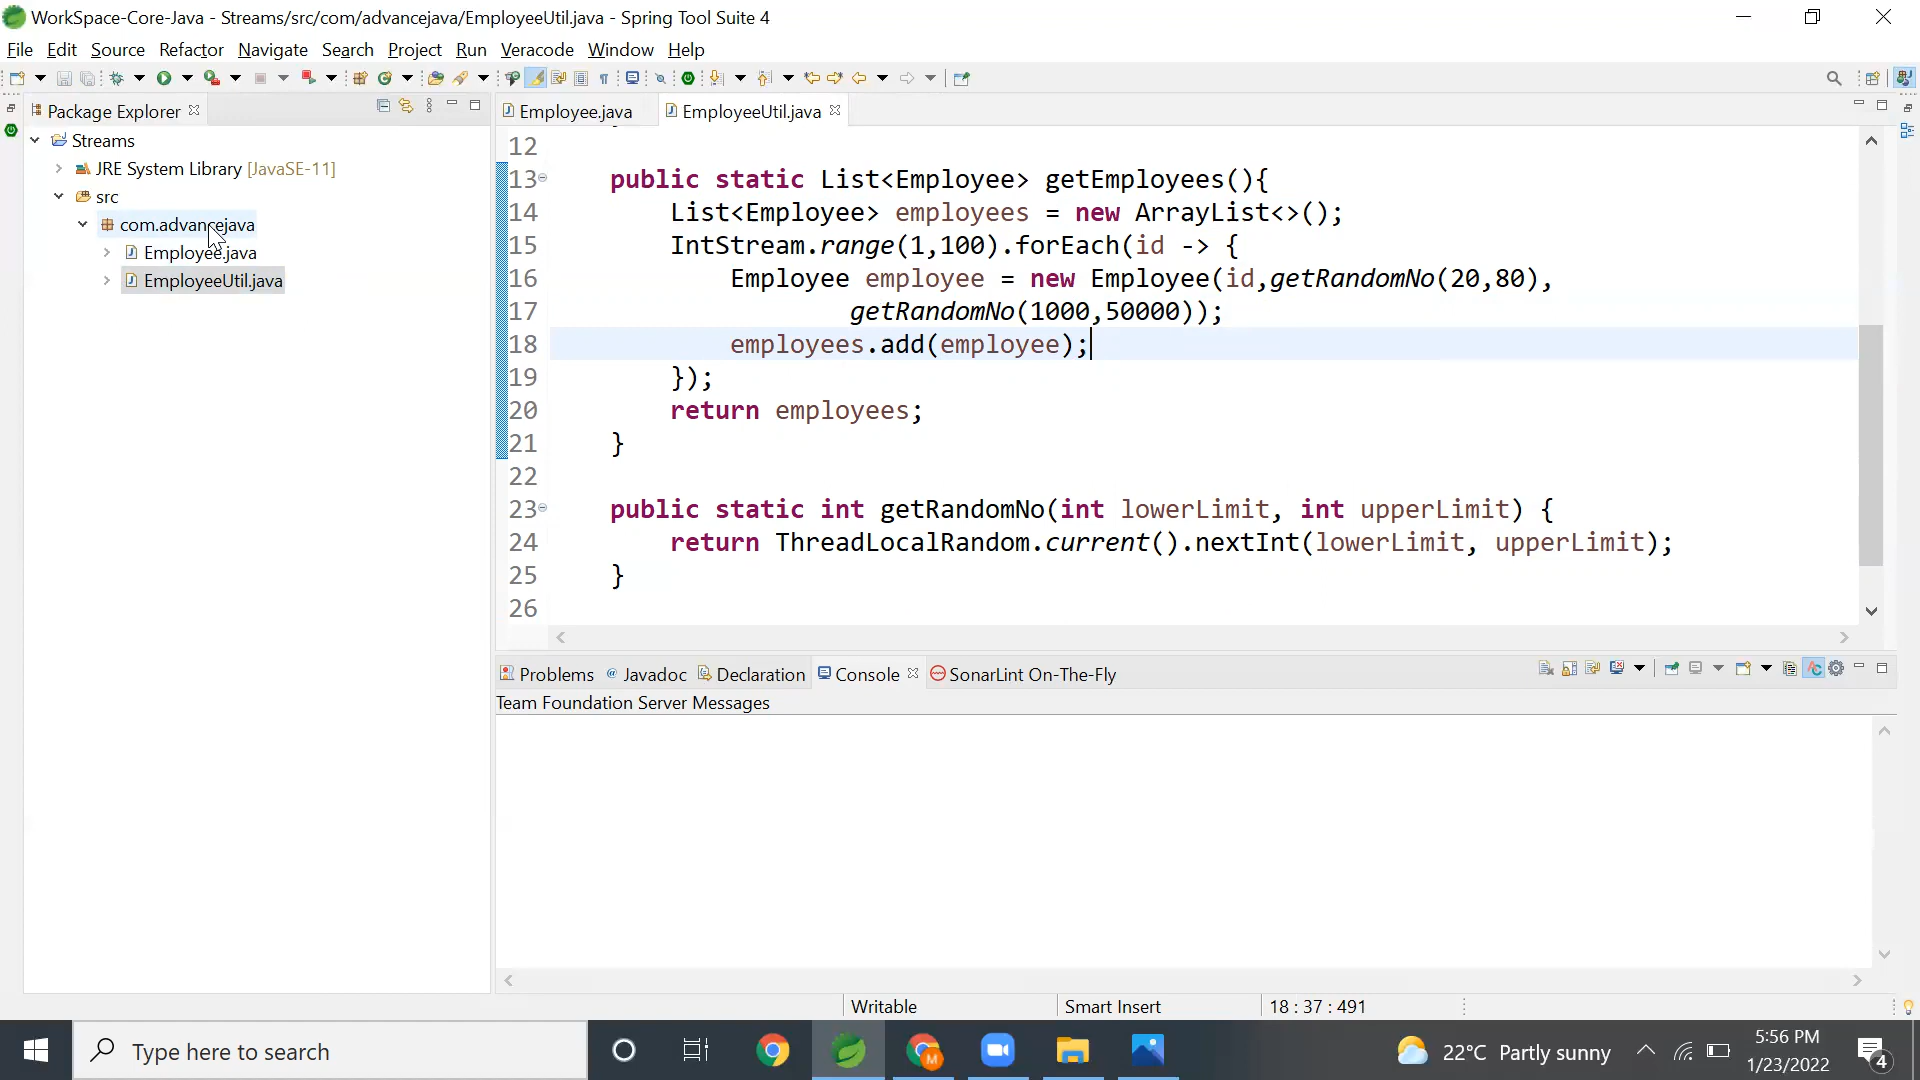 WorkSpace-Core-Java - Streams/src/com/advancejava/EmployeeUtil.java - Spring Tool Suite 4
File Edit Source Refactor Navigate Search Project Run Veracode Window Help
Package Explorer
Employee.java
EmployeeUtil.java
Streams
JRE System Library [JavaSE-11]
src
com.advancejava
Employee.java
EmployeeUtil.java
12
13 public static List<Employee> getEmployees(){
14 List<Employee> employees = new ArrayList<>();
15 IntStream.range(1,100).forEach(id -> {
16 Employee employee = new Employee(id,getRandomNo(20,80),
17 getRandomNo(1000,50000));
18 employees.add(employee);
19 });
20 return employees;
21 }
22
23 public static int getRandomNo(int lowerLimit, int upperLimit) {
24 return ThreadLocalRandom.current().nextInt(lowerLimit, upperLimit);
25 }
26
Problems @ Javadoc Declaration Console SonarLint On-The-Fly
Team Foundation Server Messages
Writable Smart Insert 18 : 37 : 491
Type here to search
M
22°C Partly sunny
5:56 PM
1/23/2022
4